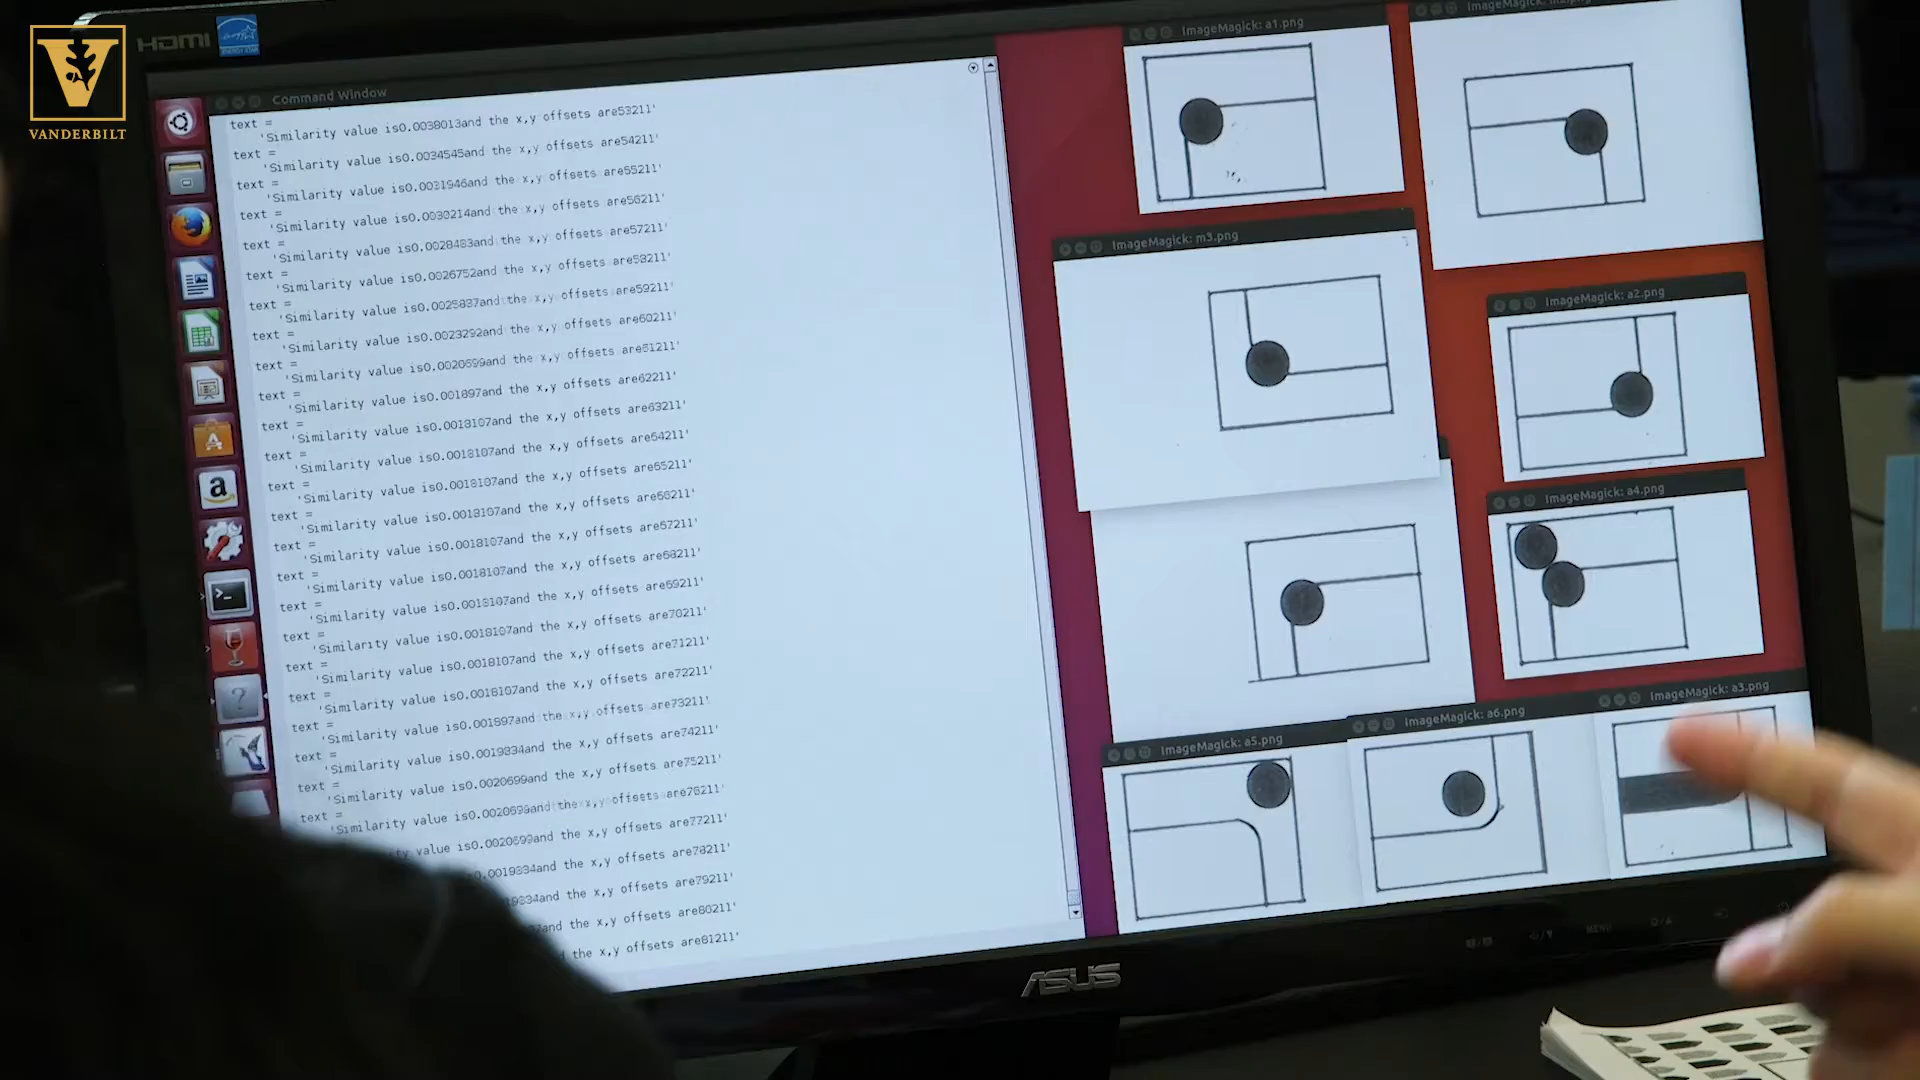 VANDERBILT
HDMI
ENERGY STAR
Command Window
text =
'Similarity value is0.0038013and the x,y offsets are53211'
text =
'Similarity value is0.0034545and the x,y offsets are54211'
text =
'Similarity value is0.0031946and the x,y offsets are55211'
text =
'Similarity value is0.0030214and the x,y offsets are56211'
text =
'Similarity value is0.0028483and the x,y offsets are57211'
text =
'Similarity value is0.0026752and the x,y offsets are58211'
text =
'Similarity value is0.0025887and the x,y offsets are59211'
text =
'Similarity value is0.0023292and the x,y offsets are60211'
text =
'Similarity value is0.0020699and the x,y offsets are61211'
text =
'Similarity value is0.001897and the x,y offsets are62211'
text =
'Similarity value is0.0018107and the x,y offsets are63211'
text =
'Similarity value is0.0018107and the x,y offsets are64211'
text =
'Similarity value is0.0018107and the x,y offsets are65211'
text =
'Similarity value is0.0018107and the x,y offsets are66211'
text =
'Similarity value is0.0018107and the x,y offsets are67211'
text =
'Similarity value is0.0018107and the x,y offsets are68211'
text =
'Similarity value is0.0018107and the x,y offsets are69211'
text =
'Similarity value is0.0018107and the x,y offsets are70211'
text =
'Similarity value is0.0018107and the x,y offsets are71211'
text =
'Similarity value is0.0018107and the x,y offsets are72211'
text =
'Similarity value is0.001897and the x,y offsets are73211'
text =
'Similarity value is0.0019834and the x,y offsets are74211'
text =
'Similarity value is0.0020699and the x,y offsets are75211'
text =
'Similarity value is0.0020699and the x,y offsets are76211'
value is0.0020699and the x,y offsets are77211'
0.0019834and the x,y offsets are78211'
and the x,y offsets are79211'
and the x,y offsets are80211'
the x,y offsets are81211'
ImageMagick: a1.png
ImageMagick:
ImageMagick: m3.png
ImageMagick: a2.png
ImageMagick: a4.png
ImageMagick: a5.png
ImageMagick: a6.png
ImageMagick: a3.png
MENU
ASUS